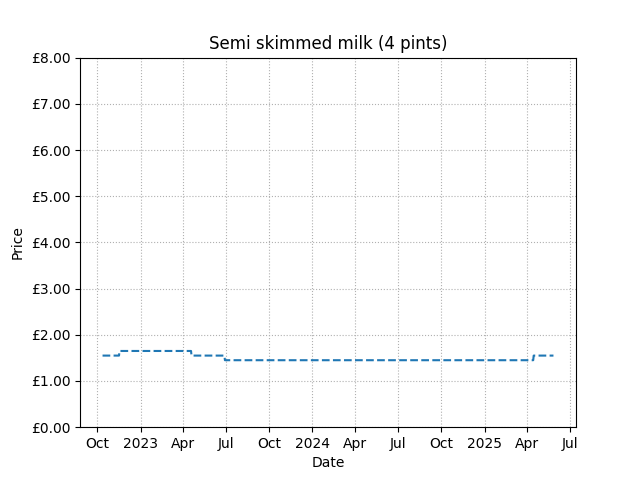 Semi skimmed milk (4 pints)
£8.00
£7.00
£6.00
£5.00
£4.00
£3.00
£2.00
£1.00
£0.00
Price
Oct 2023 Apr Jul Oct 2024 Apr Jul Oct 2025 Apr Jul
Date